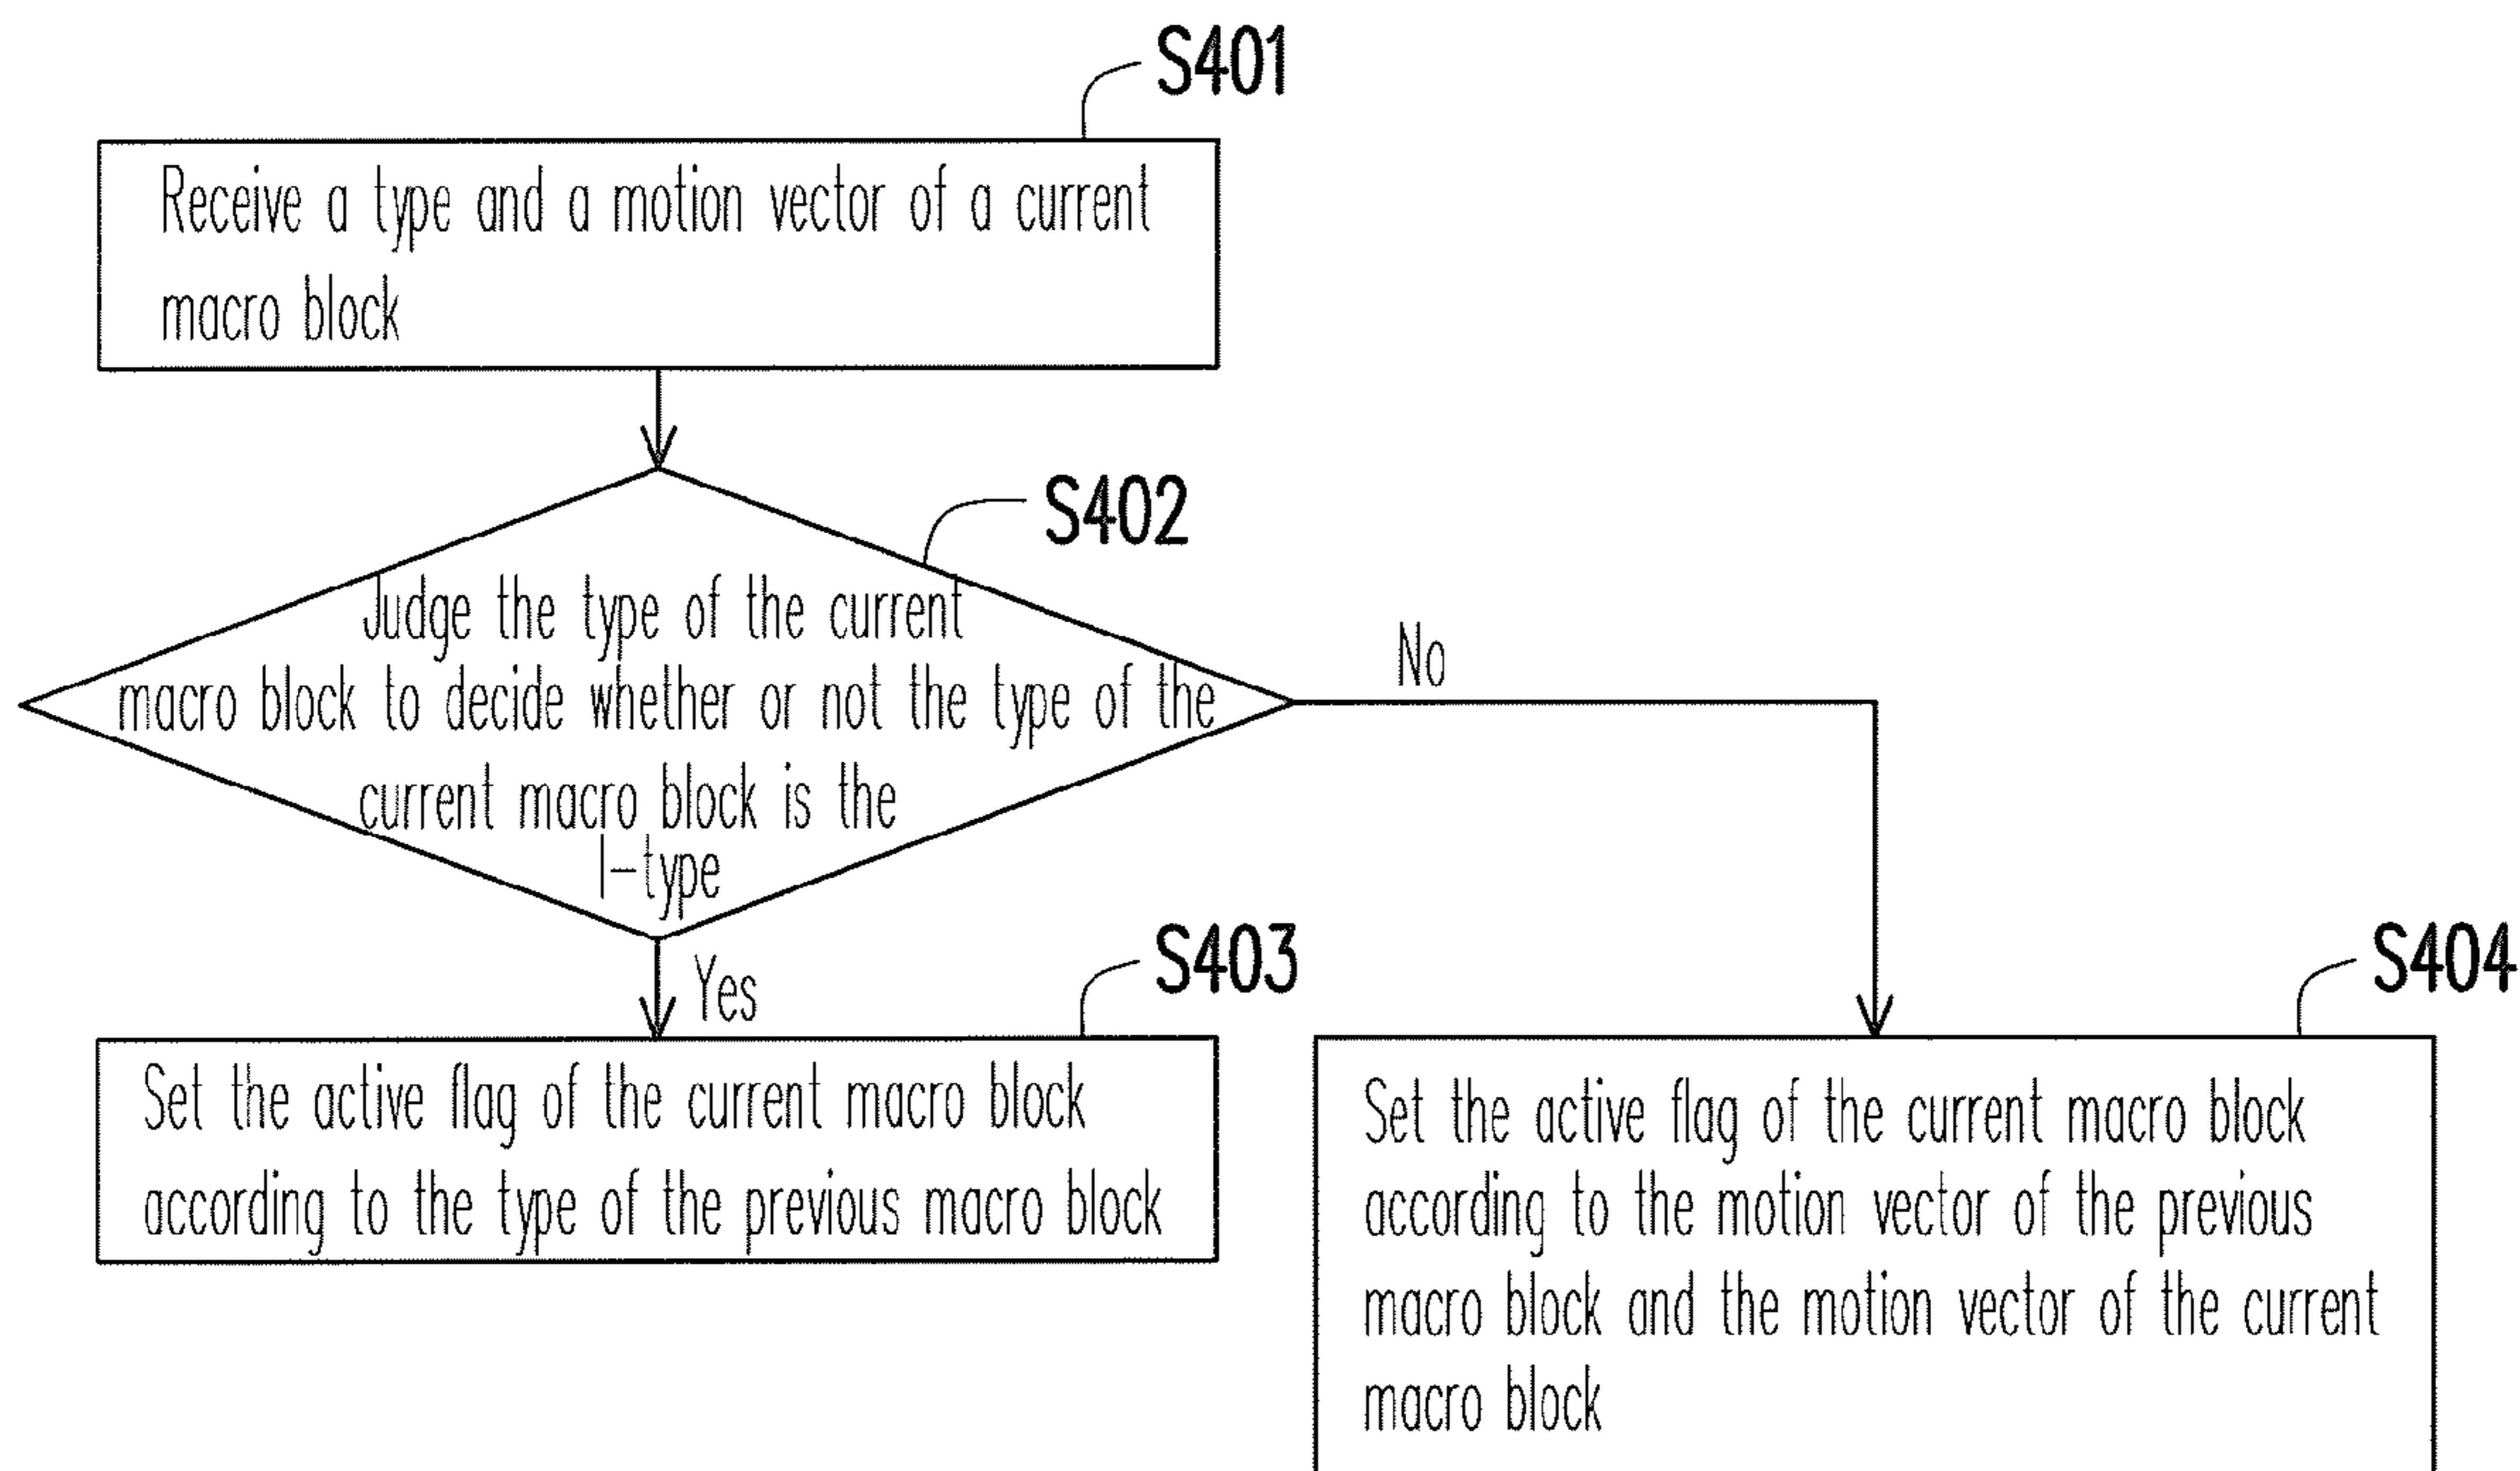 S401
Receive a type and a motion vector of a current
macro block
S402
Judge the type of the current
macro block to decide whether or not the type of the
current macro block is the
I-type
No
Yes
S403
Set the active flag of the current macro block
according to the type of the previous macro block
S404
Set the active flag of the current macro block
according to the motion vector of the previous
macro block and the motion vector of the current
macro block